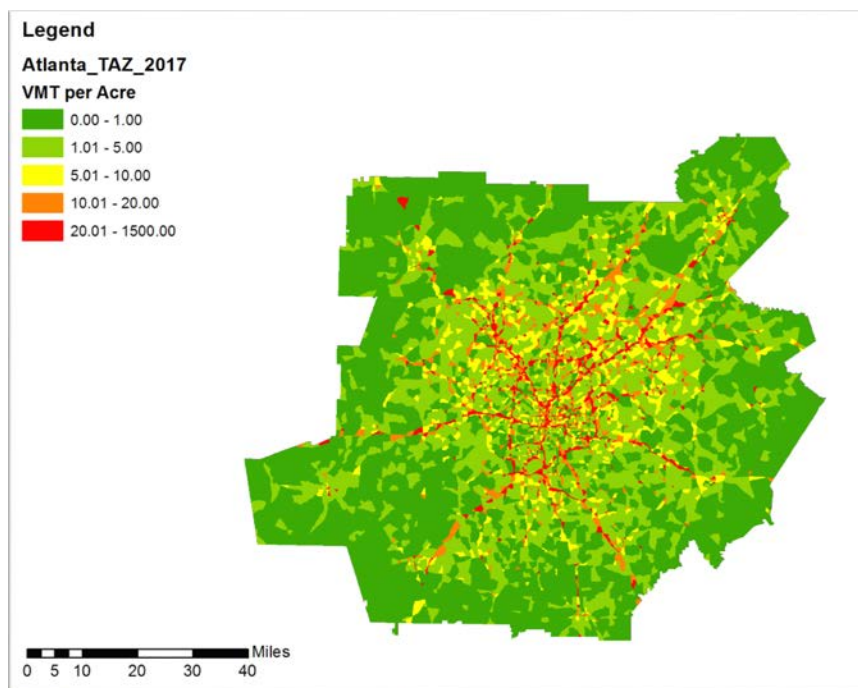 Legend
Atlanta_TAZ_2017
VMT per Acre
0.00 - 1.00
1.01 - 5.00
5.01 - 10.00
10.01 - 20.00
20.01 - 1500.00
Miles
0 5 10 20 30 40